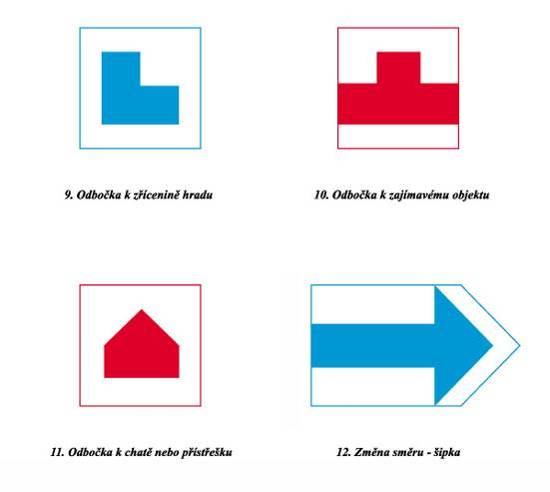 9. Odbočka k zřícenině hradu
10. Odbočka k zajímavému objektu
11. Odbočka k chatě nebo přístřešku
12. Změna směru - šipka